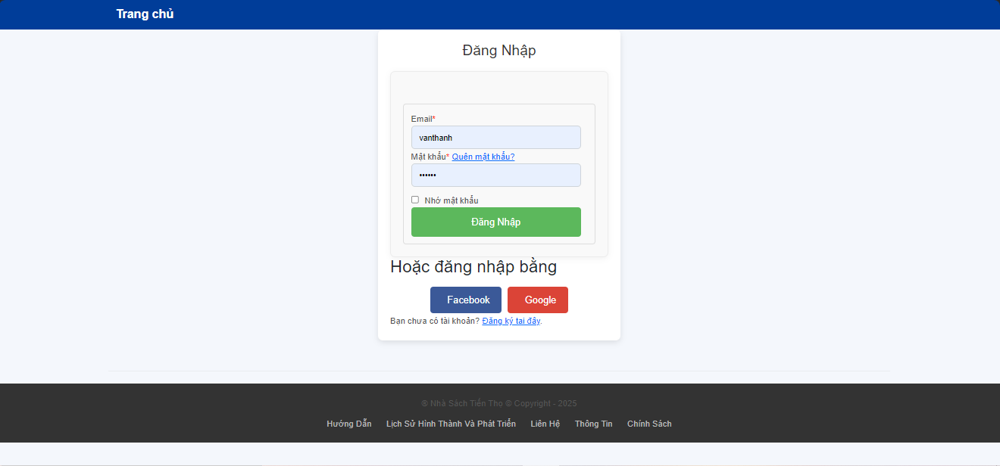 Trang chủ
Đăng Nhập
Email*
vanthanh
Mật khẩu* Quên mật khẩu?
••••••
Nhớ mật khẩu
Đăng Nhập
Hoặc đăng nhập bằng
Facebook Google
Bạn chưa có tài khoản? Đăng ký tại đây.
® Nhà Sách Tiến Thọ © Copyright - 2025
Hướng Dẫn Lịch Sử Hình Thành Và Phát Triển Liên Hệ Thông Tin Chính Sách